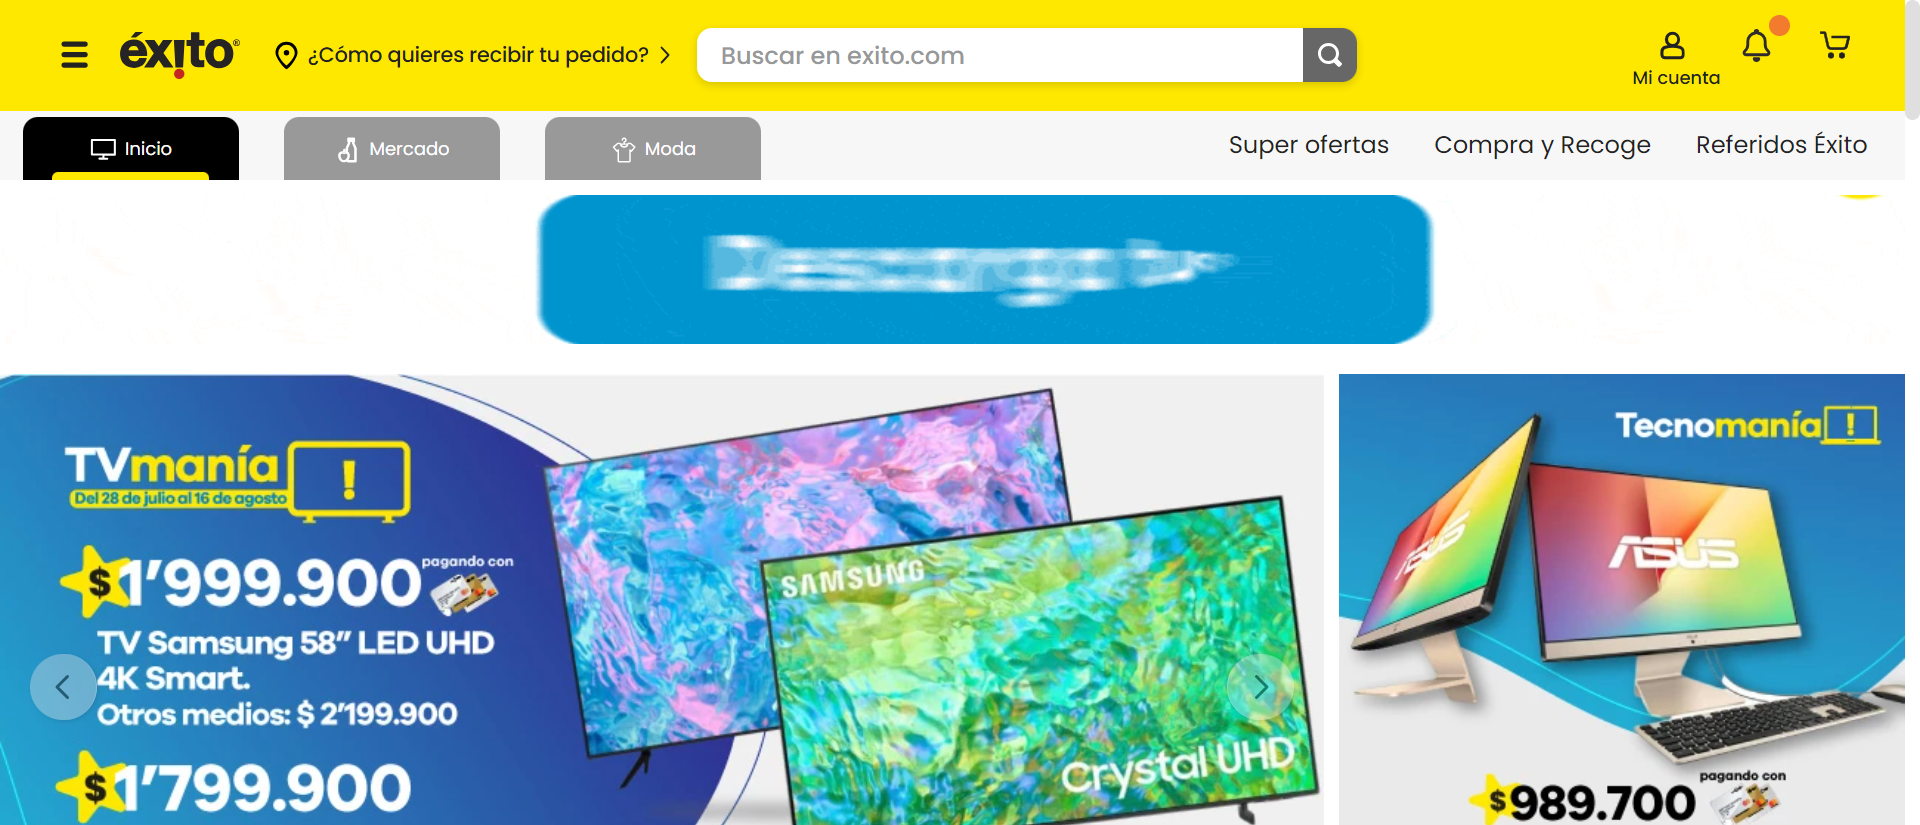 éxito®
¿Cómo quieres recibir tu pedido?
Buscar en exito.com
Mi cuenta
Inicio
Mercado
Moda
Super ofertas
Compra y Recoge
Referidos Éxito
TVmanía
Del 28 de julio al 16 de agosto
$ 1'999.900
pagando con
TV Samsung 58" LED UHD
4K Smart.
Otros medios: $ 2'199.900
$ 1'799.900
SAMSUNG
Crystal UHD
Tecnomanía
ASUS
ASUS
pagando con
$ 989.700